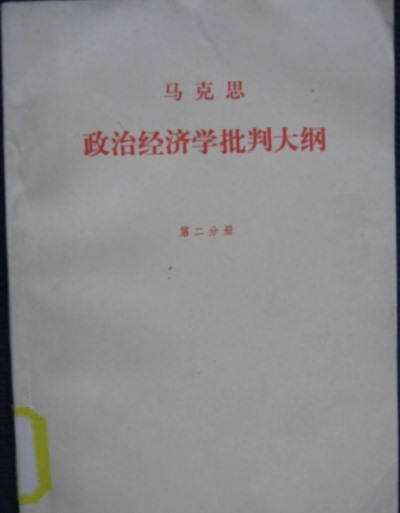 马克思
政治经济学批判大纲
第二分册